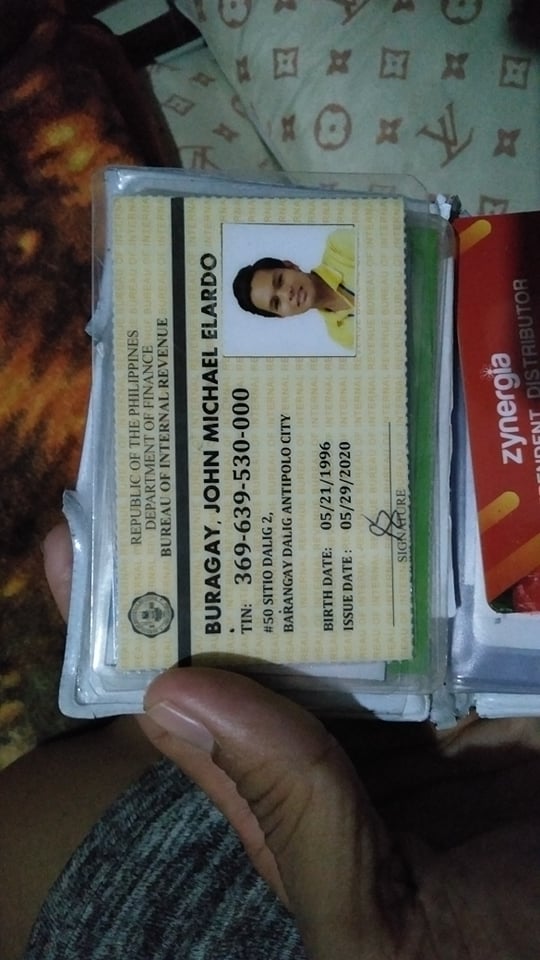 REPUBLIC OF THE PHILIPPINES
DEPARTMENT OF FINANCE
BUREAU OF INTERNAL REVENUE
BURAGAY, JOHN MICHAEL ELARDO
TIN: 369-639-530-000
#50 SITIO DALIG 2,
BARANGAY DALIG ANTIPOLO CITY
BIRTH DATE: 05/21/1996
ISSUE DATE : 05/29/2020
SIGNATURE
zynergia
DISTRIBUTOR